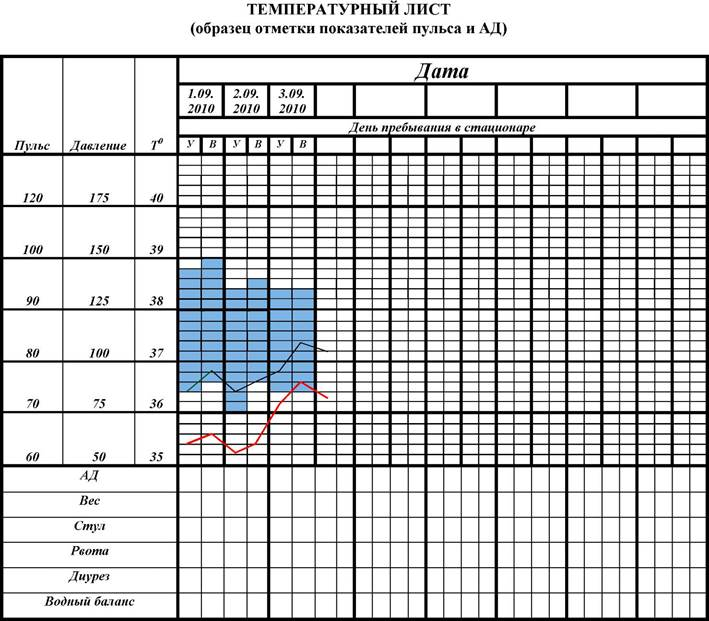 ТЕМПЕРАТУРНЫЙ ЛИСТ
(образец отметки показателей пульса и АД)
Пульс Давление Т⁰ Дата
1.09. 2010 2.09. 2010 3.09. 2010
День пребывания в стационаре
У В У В У В
120 175 40
100 150 39
90 125 38
80 100 37
70 75 36
60 50 35
АД
Вес
Стул
Рвота
Диурез
Водный баланс